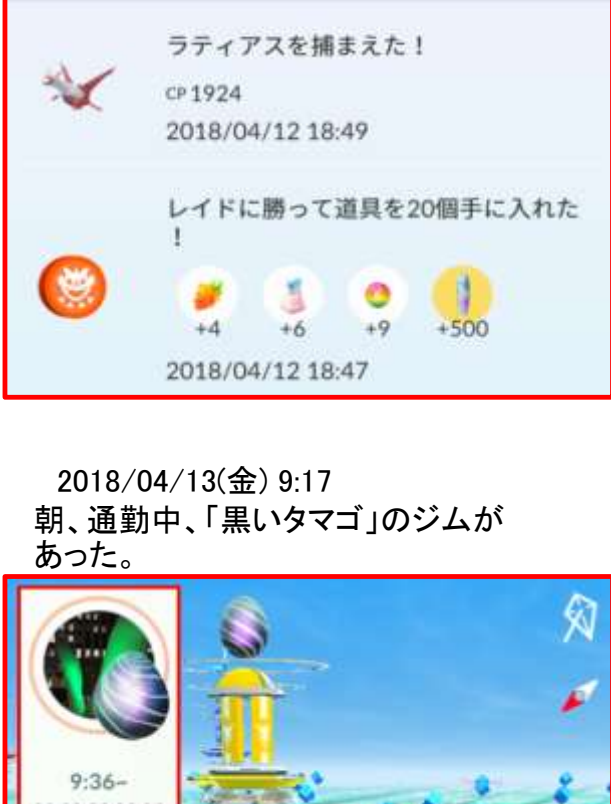 ラティアスを捕まえた！
CP1924
2018/04/12 18:49
レイドに勝って道具を20個手に入れた
！
+4 +6 +9 +500
2018/04/12 18:47
2018/04/13(金) 9:17
朝、通勤中、「黒いタマゴ」のジムが
あった。
9:36~